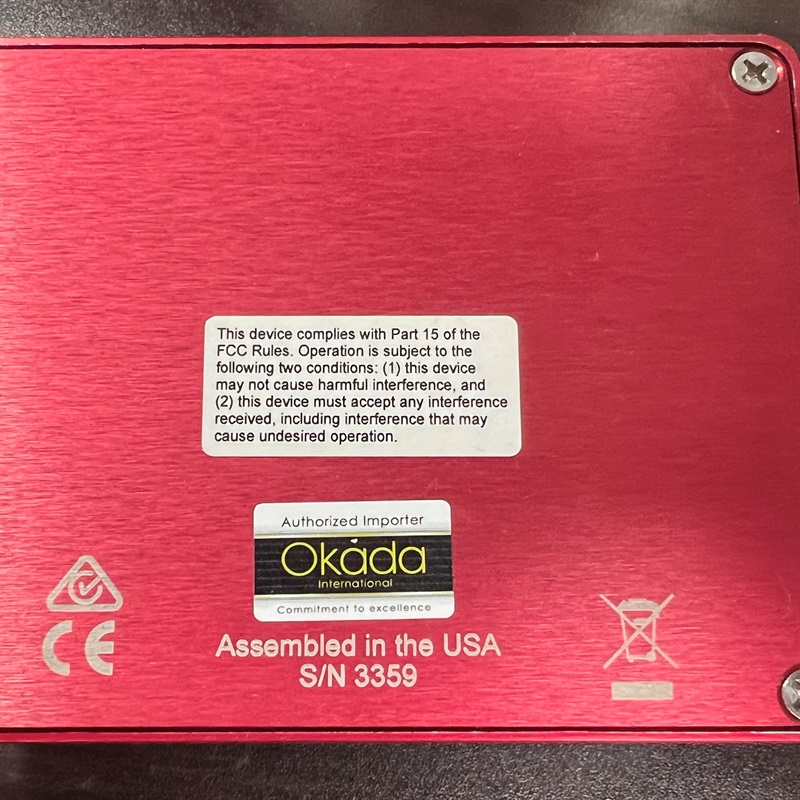 This device complies with Part 15 of the
FCC Rules. Operation is subject to the
following two conditions: (1) this device
may not cause harmful interference, and
(2) this device must accept any interference
received, including interference that may
cause undesired operation.
Authorized Importer
Okada
International
Commitment to excellence
CE
Assembled in the USA
S/N 3359